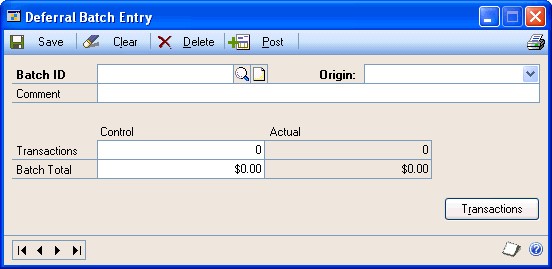 Deferral Batch Entry
Save Clear Delete Post
Batch ID Origin:
Comment
Control Actual
Transactions 0 0
Batch Total $0.00 $0.00
Transactions